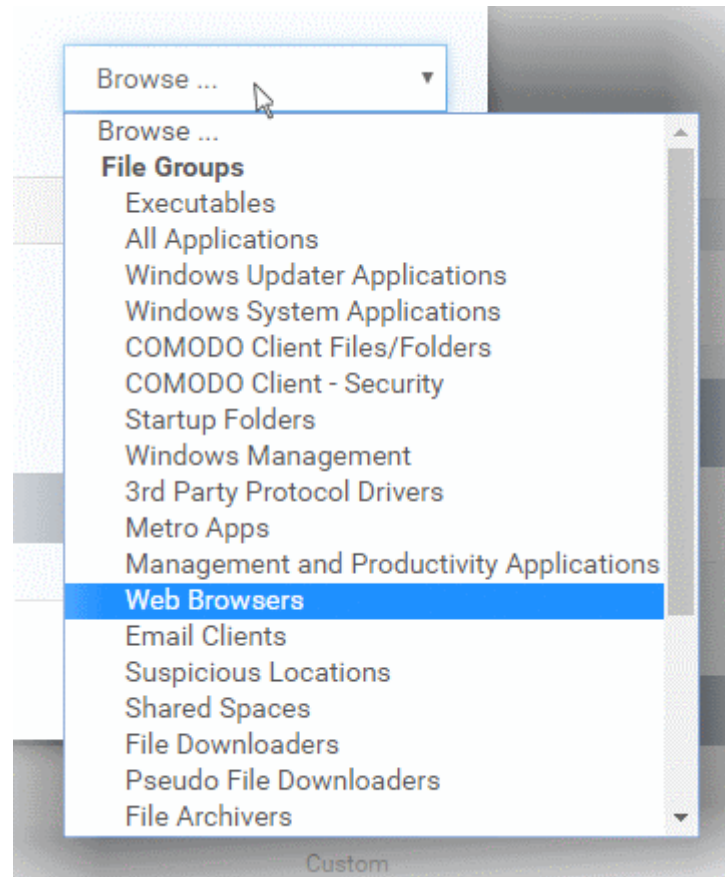 Browse ...
Browse ...
File Groups
Executables
All Applications
Windows Updater Applications
Windows System Applications
COMODO Client Files/Folders
COMODO Client - Security
Startup Folders
Windows Management
3rd Party Protocol Drivers
Metro Apps
Management and Productivity Applications
Web Browsers
Email Clients
Suspicious Locations
Shared Spaces
File Downloaders
Pseudo File Downloaders
File Archivers
Custom